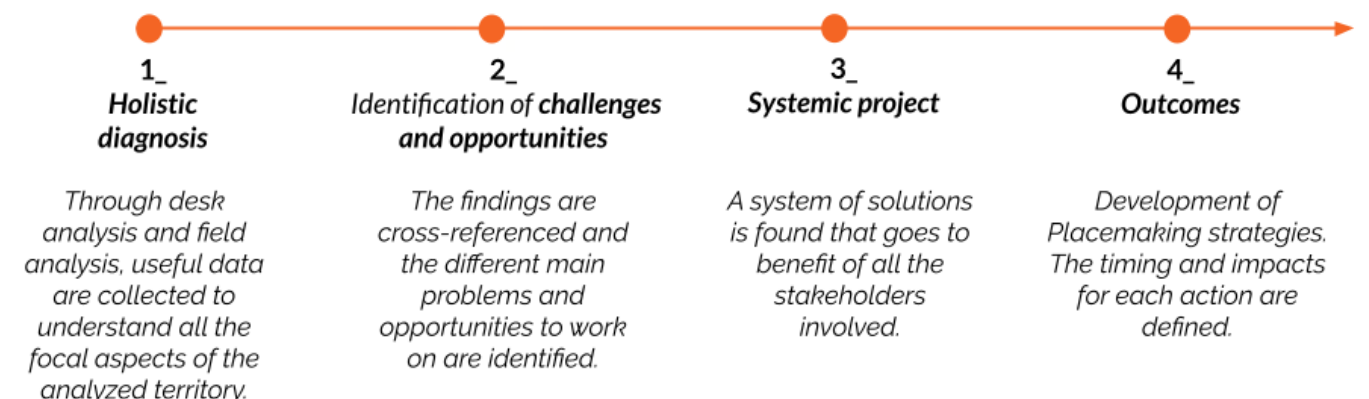 1_
Holistic
diagnosis
Through desk
analysis and field
analysis, useful data
are collected to
understand all the
focal aspects of the
analyzed territory.
2_
Identification of challenges
and opportunities
The findings are
cross-referenced and
the different main
problems and
opportunities to work
on are identified.
3_
Systemic project
A system of solutions
is found that goes to
benefit of all the
stakeholders
involved.
4_
Outcomes
Development of
Placemaking strategies.
The timing and impacts
for each action are
defined.